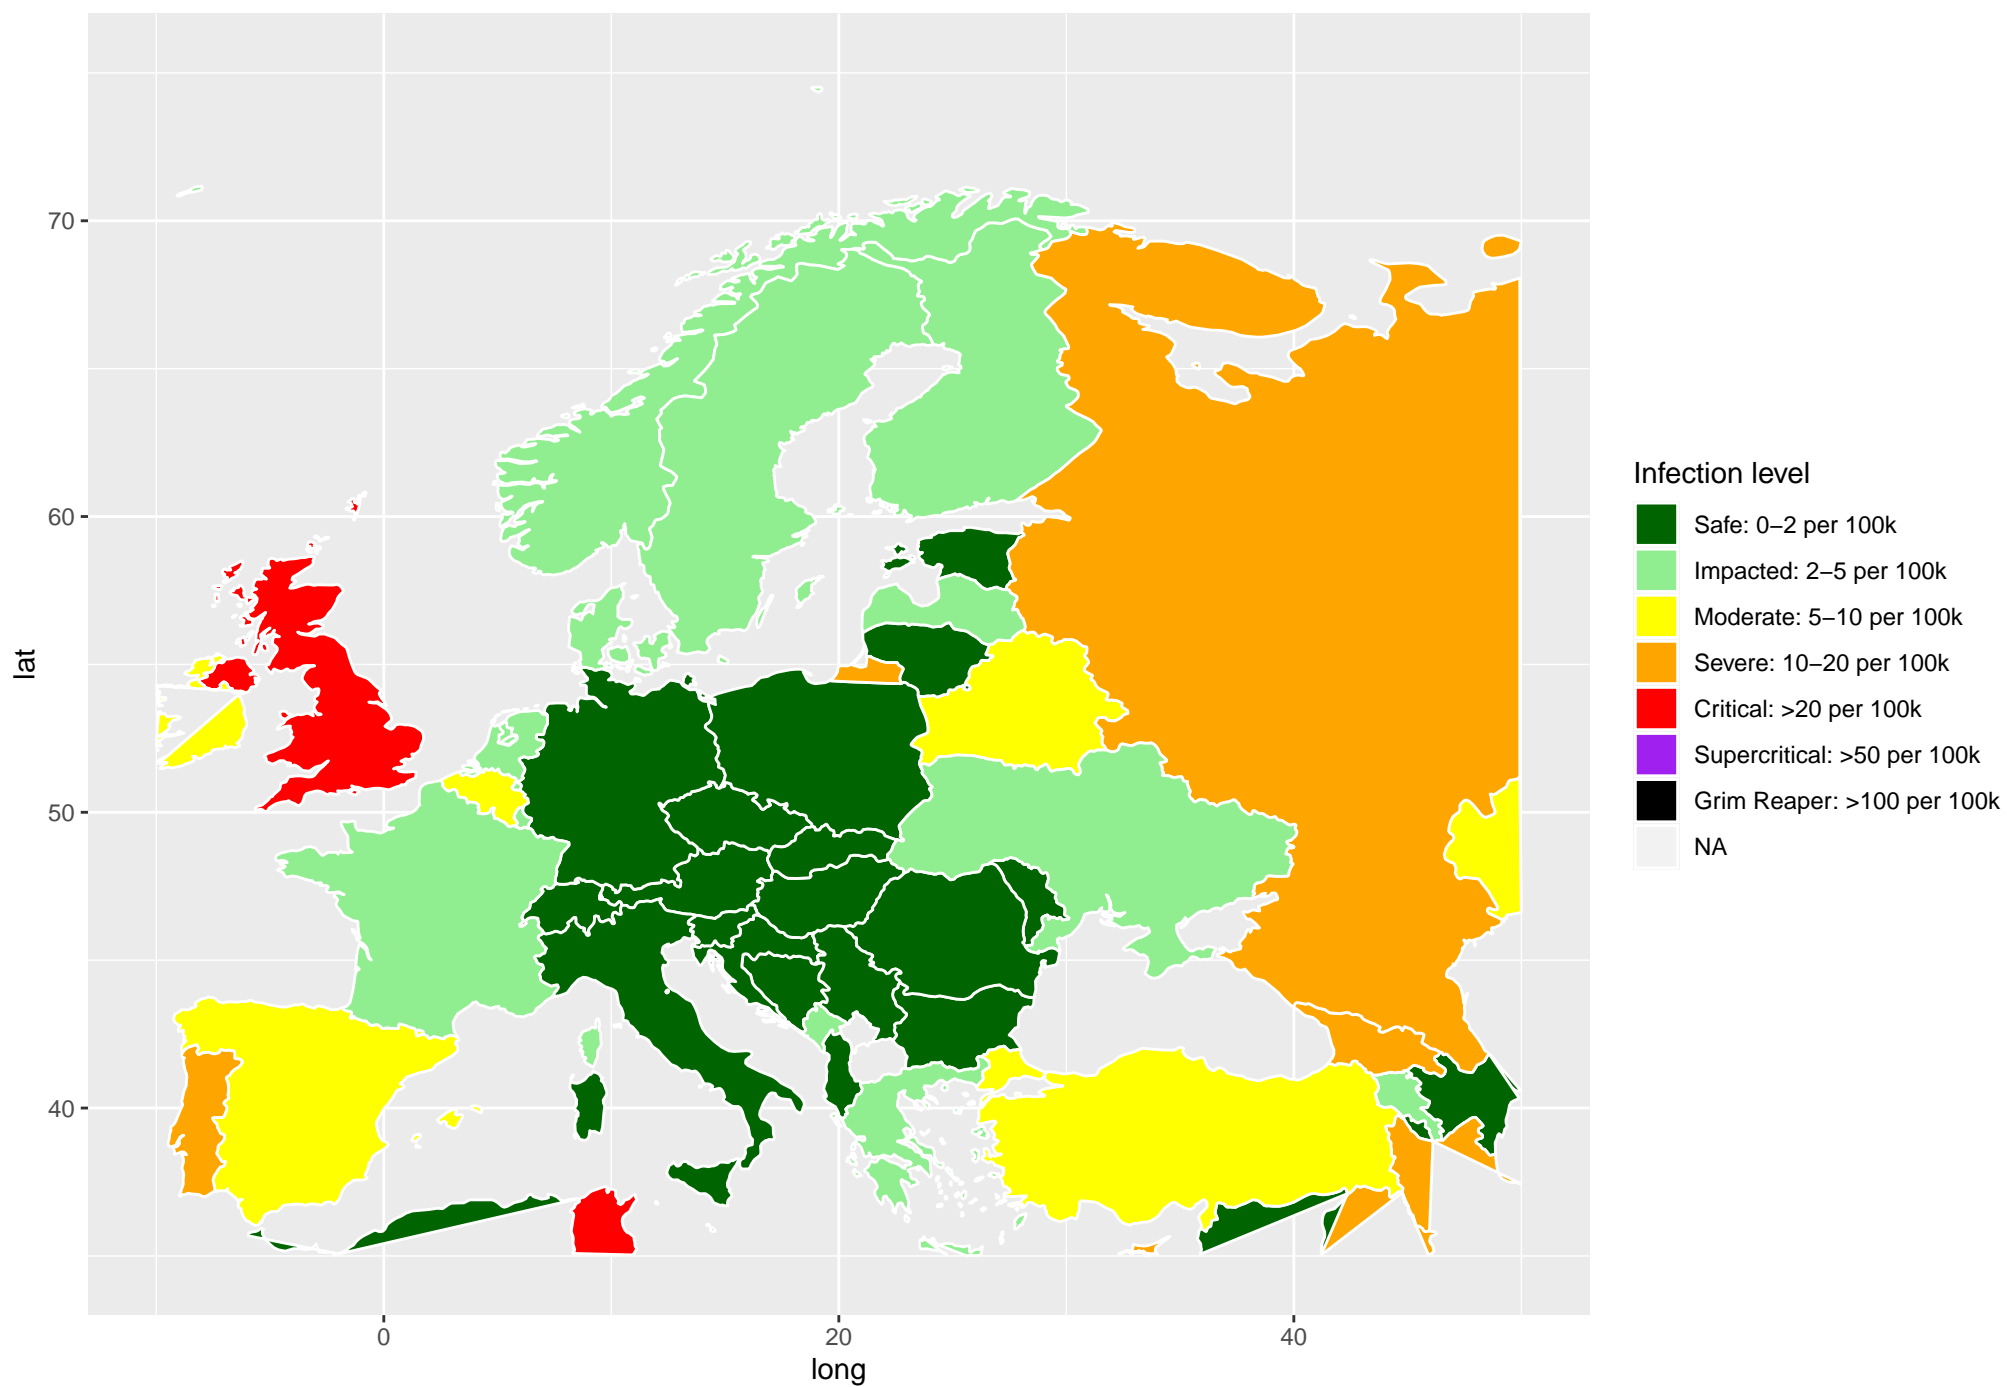 70
60
50
40
lat
0
20
40
long
Infection level
Safe: 0–2 per 100k
Impacted: 2–5 per 100k
Moderate: 5–10 per 100k
Severe: 10–20 per 100k
Critical: >20 per 100k
Supercritical: >50 per 100k
Grim Reaper: >100 per 100k
NA